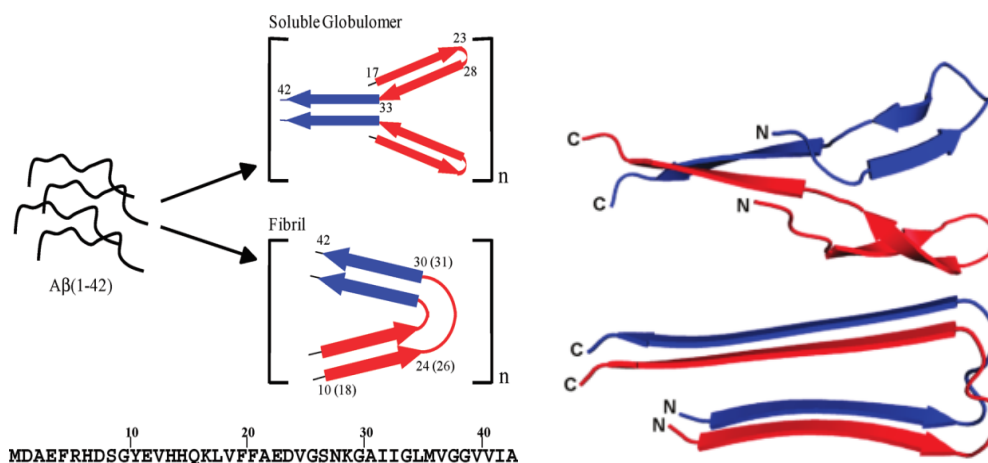 Soluble Globulomer
23
17
28
42
33
n
Aβ(1-42)
Fibril
42
30 (31)
24 (26)
10 (18)
n
C
N
C
N
C
C
N
N
10 20 30 40
MDAEFRHDSGYEVHHQKLVFFAEDVGSNKGAIIGLMVGGVVIA